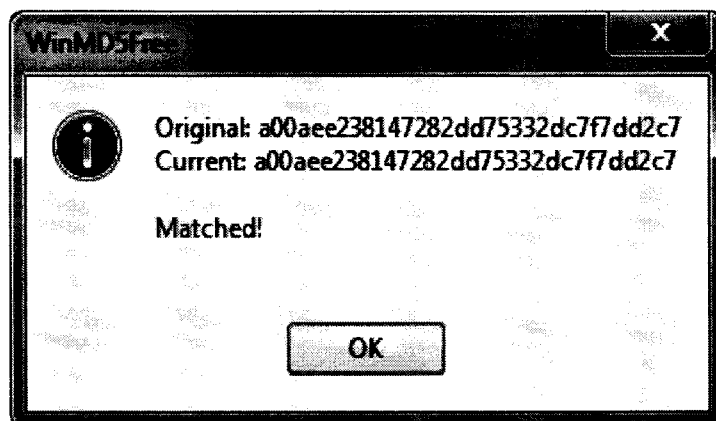 WinMD5Free
X
Original: a00aee238147282dd75332dc7f7dd2c7
Current: a00aee238147282dd75332dc7f7dd2c7
Matched!
OK